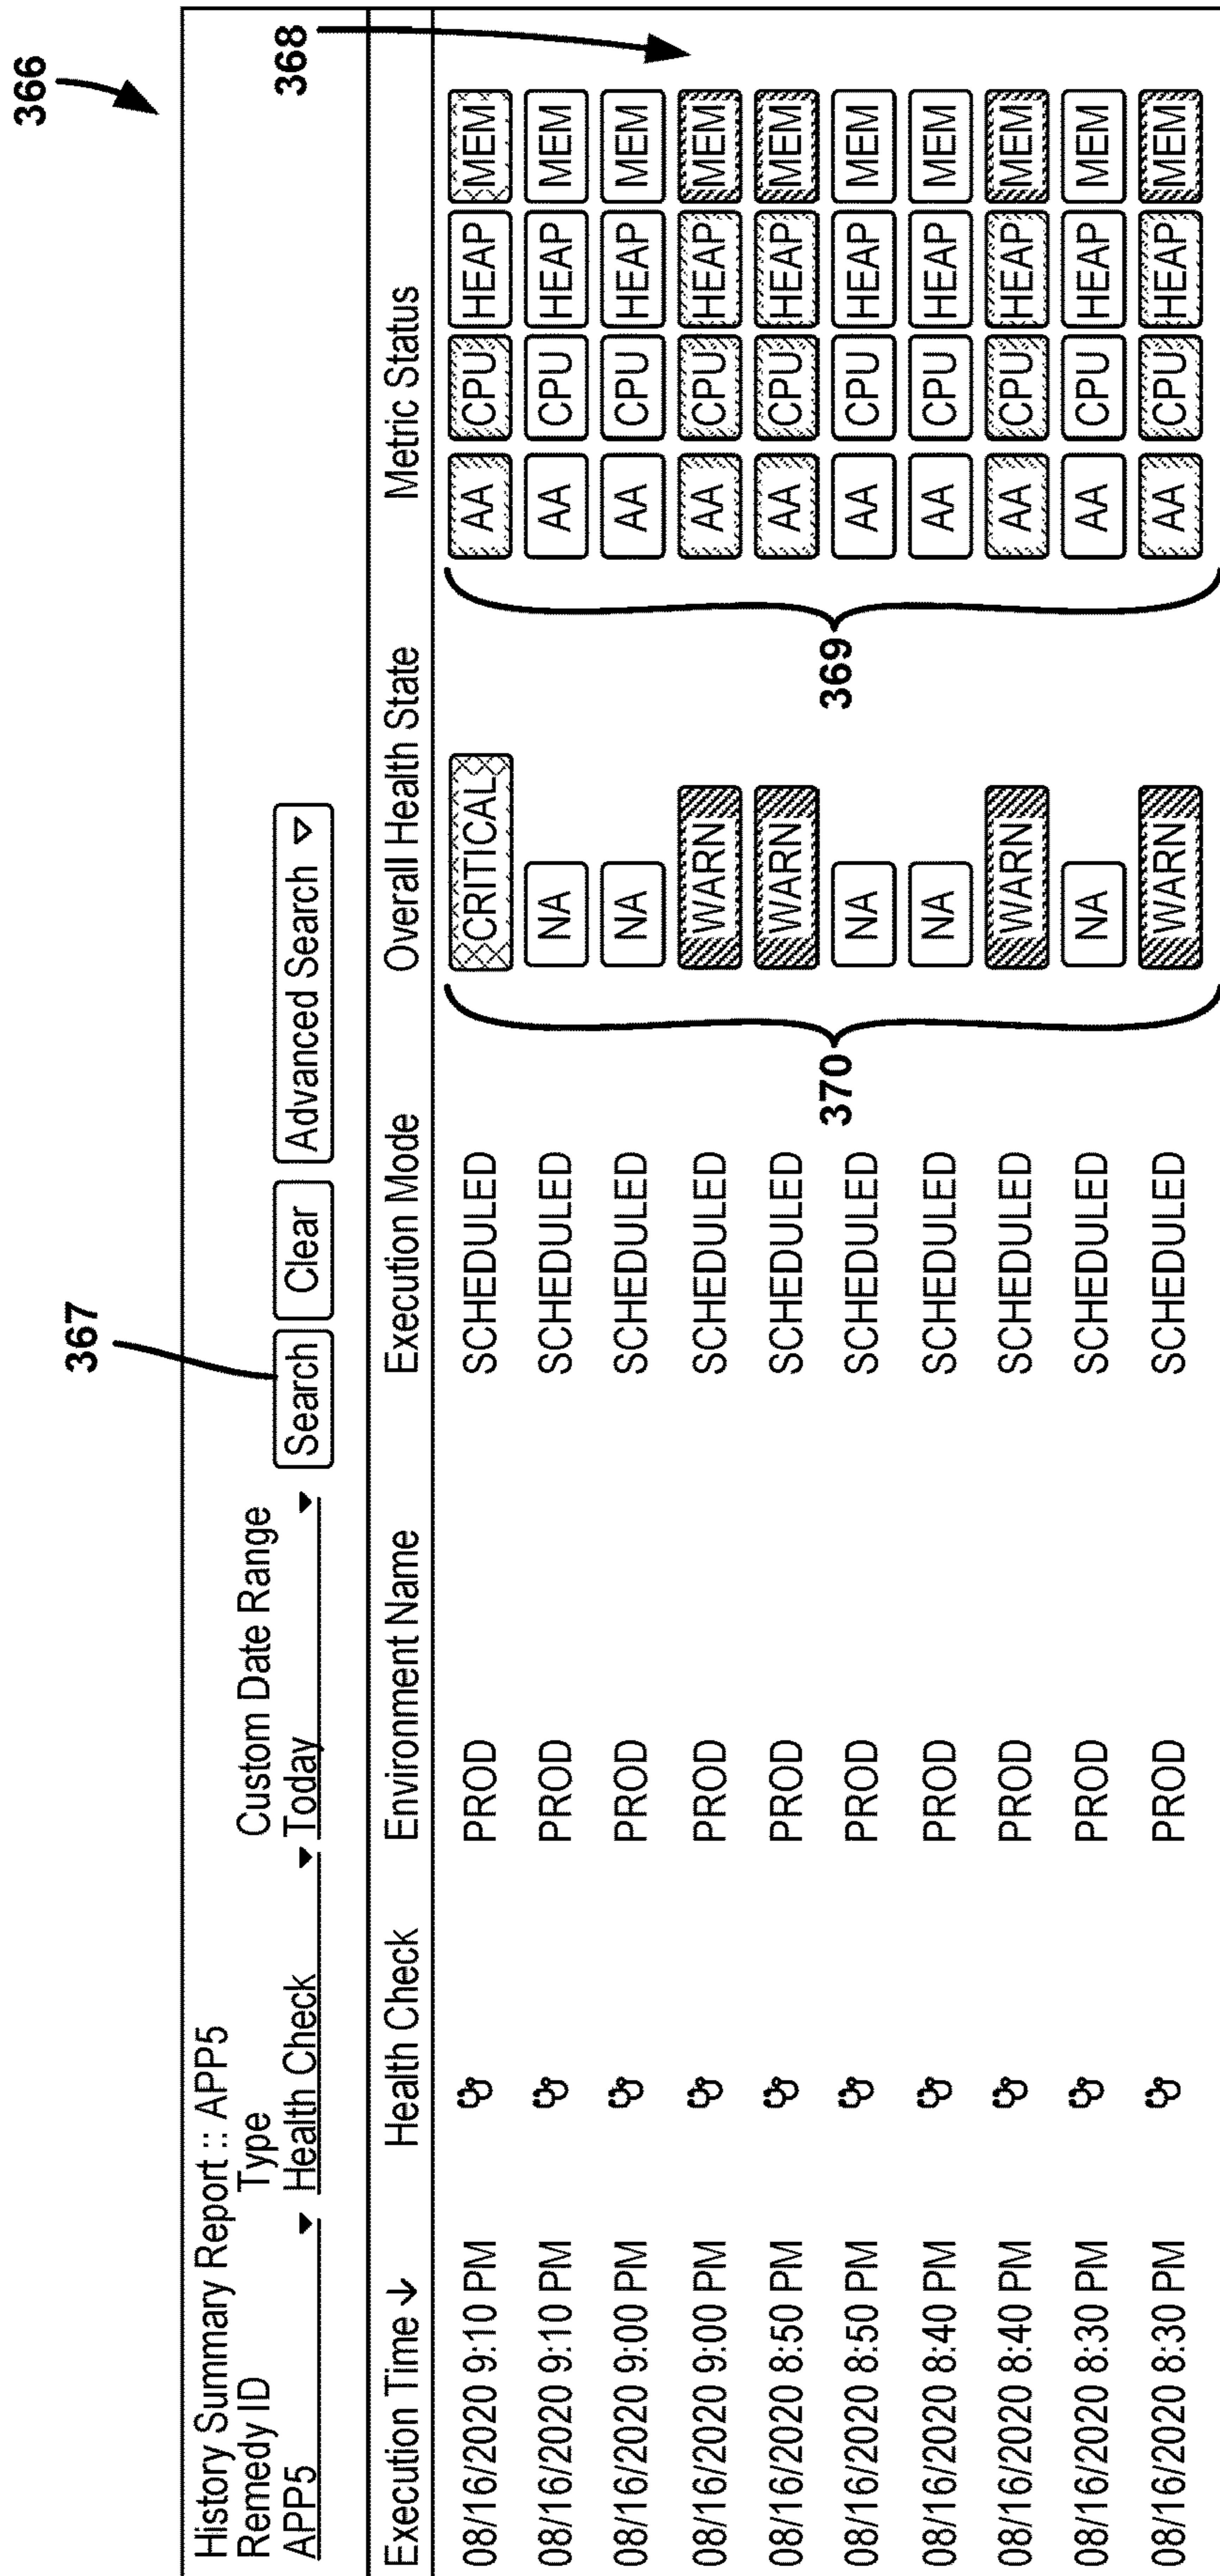 366
History Summary Report :: APP5
Remedy ID Type Custom Date Range 367 368
APP5 Health Check Today Search Clear Advanced Search
Execution Time ↓ Health Check Environment Name Execution Mode Overall Health State Metric Status
08/16/2020 9:10 PM PROD SCHEDULED CRITICAL AA CPU HEAP MEM
08/16/2020 9:10 PM PROD SCHEDULED NA AA CPU HEAP MEM
08/16/2020 9:00 PM PROD SCHEDULED NA AA CPU HEAP MEM
08/16/2020 9:00 PM PROD SCHEDULED WARN AA CPU HEAP MEM
08/16/2020 8:50 PM PROD SCHEDULED WARN AA CPU HEAP MEM
370 369
08/16/2020 8:50 PM PROD SCHEDULED NA AA CPU HEAP MEM
08/16/2020 8:40 PM PROD SCHEDULED NA AA CPU HEAP MEM
08/16/2020 8:40 PM PROD SCHEDULED WARN AA CPU HEAP MEM
08/16/2020 8:30 PM PROD SCHEDULED NA AA CPU HEAP MEM
08/16/2020 8:30 PM PROD SCHEDULED WARN AA CPU HEAP MEM